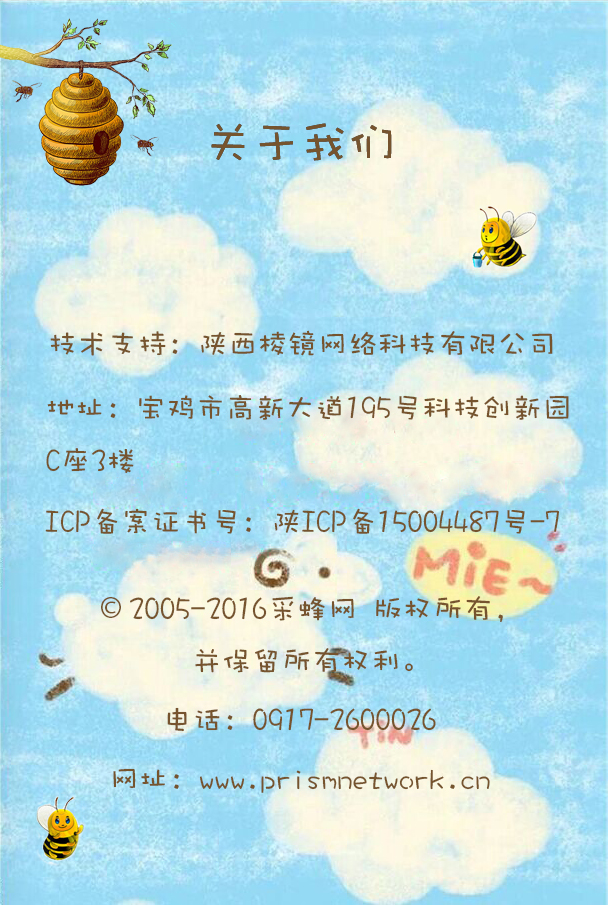 关于我们
技术支持：陕西棱镜网络科技有限公司
地址：宝鸡市高新大道195号科技创新园
C座3楼
ICP备案证书号：陕ICP备15004487号-7
MiE~
© 2005-2016采蜂网 版权所有,
并保留所有权利。
电话：0917-2600026
YiN
网址：www.prismnetwork.cn